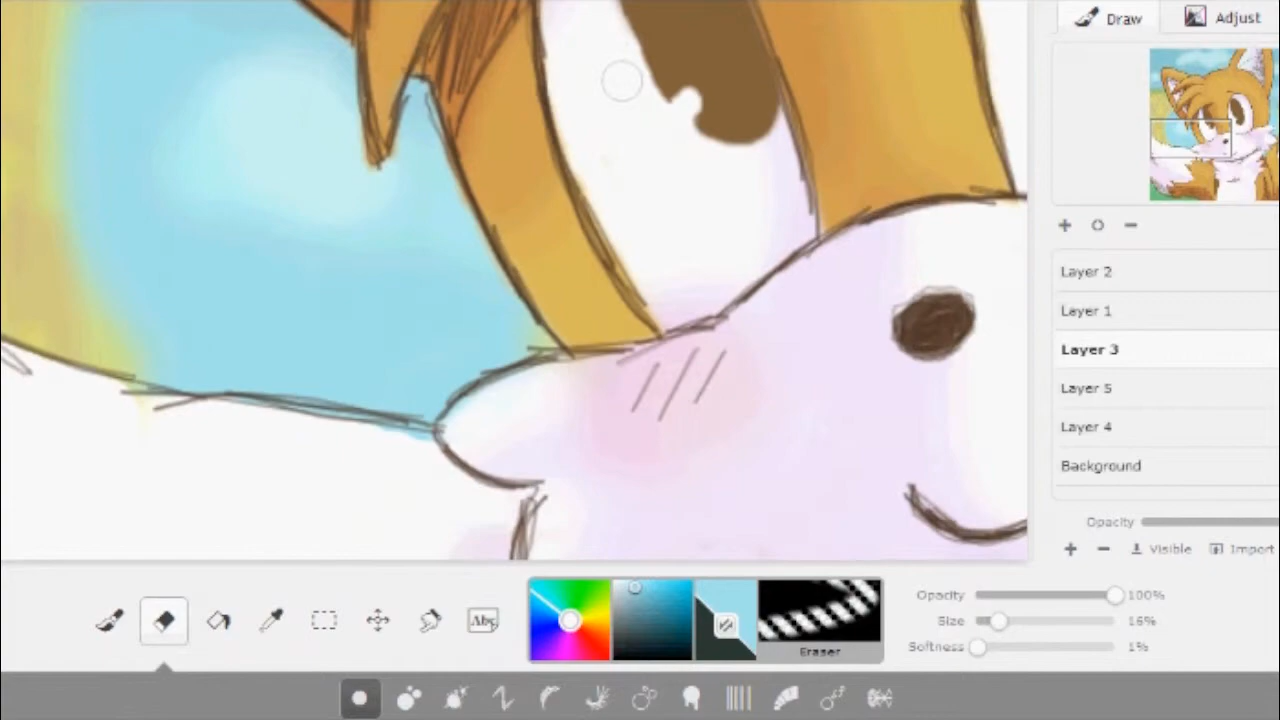 Draw
Adjust
Layer 2
Layer 1
Layer 3
Layer 5
Layer 4
Background
Opacity
Visible
Import
Abc
Eraser
Opacity 100%
Size 16%
Softness 1%